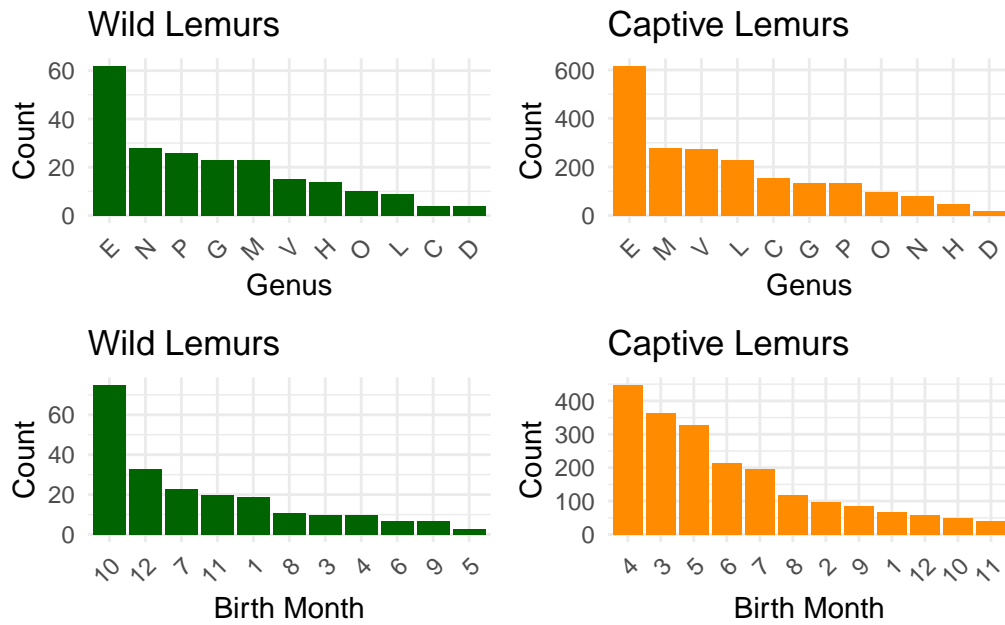 Wild Lemurs
Captive Lemurs
Count
60
40
20
0
E N P G M V H O L C D
Genus
Count
600
400
200
0
E M V L C G P O N H D
Genus
Wild Lemurs
Captive Lemurs
Count
60
40
20
0
10 12 7 11 1 8 3 4 6 9 5
Birth Month
Count
400
300
200
100
0
4 3 5 6 7 8 2 9 1 12 10 11
Birth Month